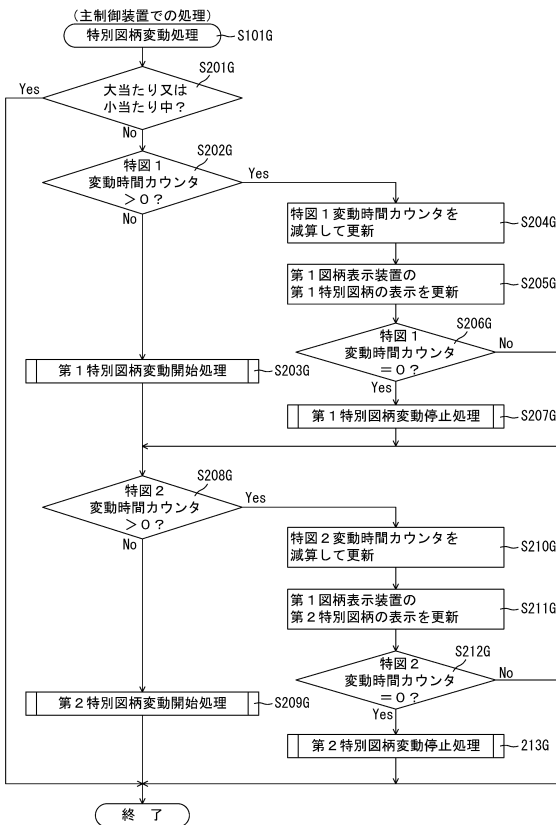 (主制御装置での処理)
特別図柄変動処理
S101G
S201G
大当たり又は
小当たり中？
Yes
No
S202G
特図１
変動時間カウンタ
＞０？
Yes
No
特図１変動時間カウンタを
減算して更新
S204G
第１図柄表示装置の
第１特別図柄の表示を更新
S205G
S206G
特図１
変動時間カウンタ
＝０？
No
Yes
第１特別図柄変動開始処理
S203G
第１特別図柄変動停止処理
S207G
S208G
特図２
変動時間カウンタ
＞０？
Yes
No
特図２変動時間カウンタを
減算して更新
S210G
第１図柄表示装置の
第２特別図柄の表示を更新
S211G
S212G
特図２
変動時間カウンタ
＝０？
No
Yes
第２特別図柄変動開始処理
S209G
第２特別図柄変動停止処理
213G
終 了